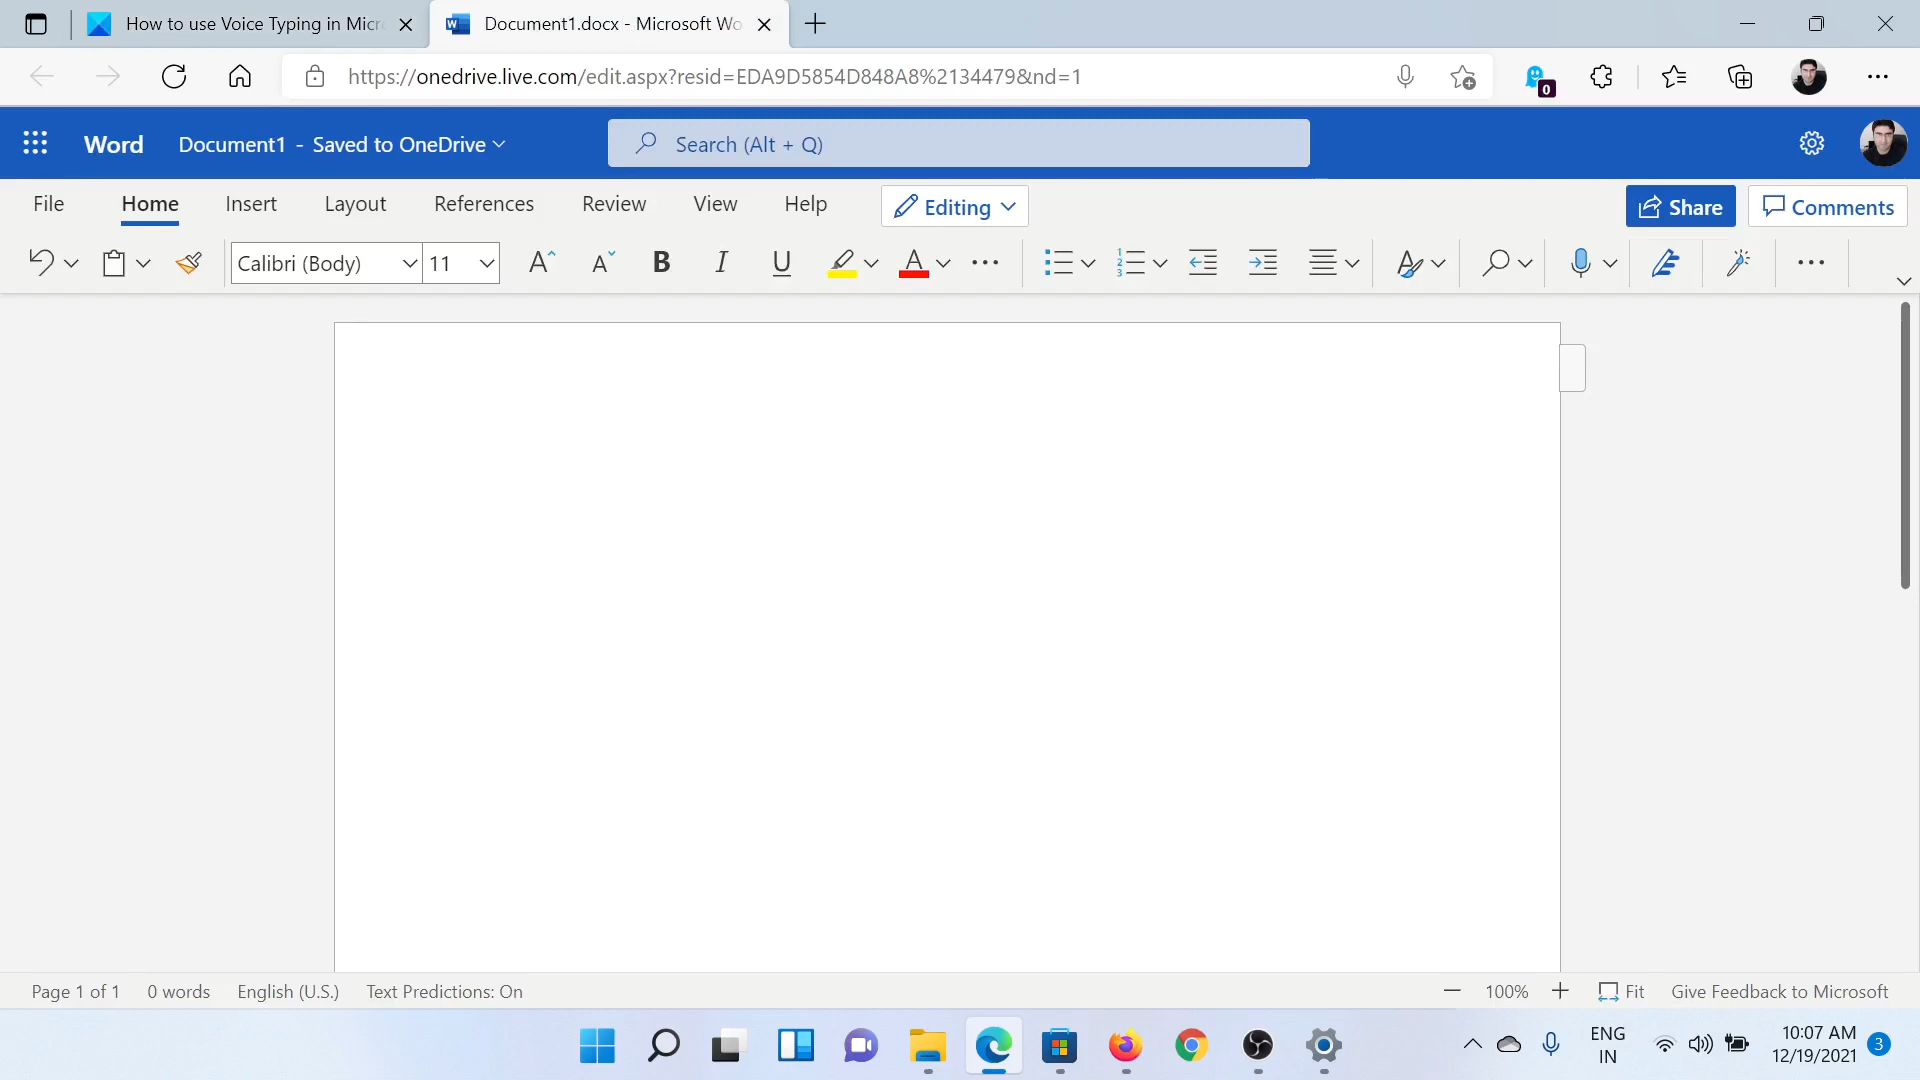 How to use Voice Typing in Micr
Document1.docx - Microsoft Wo
https://onedrive.live.com/edit.aspx?resid=EDA9D5854D848A8%2134479&nd=1
0
Word
Document1 - Saved to OneDrive
Search (Alt + Q)
File
Home
Insert
Layout
References
Review
View
Help
Editing
Share
Comments
Calibri (Body)
11
Page 1 of 1
0 words
English (U.S.)
Text Predictions: On
100%
Fit
Give Feedback to Microsoft
ENG
IN
10:07 AM
12/19/2021
3